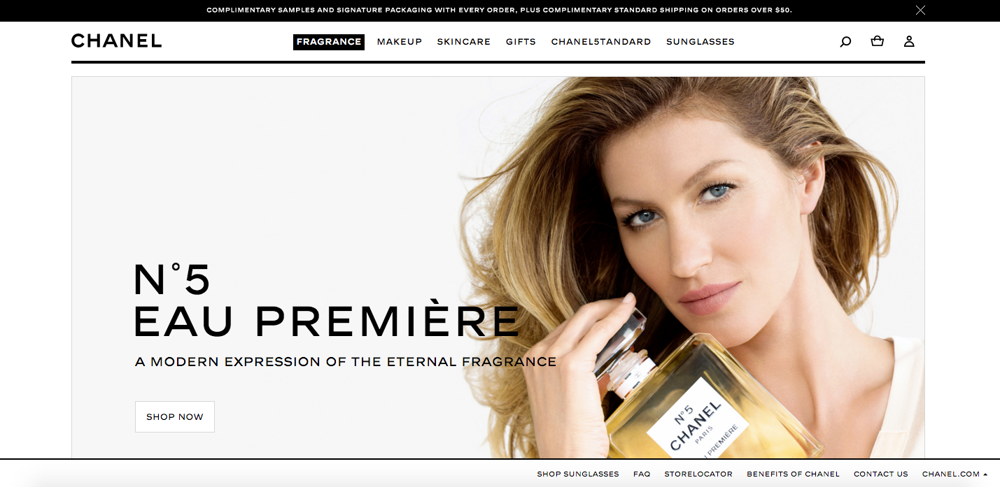 COMPLIMENTARY SAMPLES AND SIGNATURE PACKAGING WITH EVERY ORDER, PLUS COMPLIMENTARY STANDARD SHIPPING ON ORDERS OVER $50.
CHANEL
FRAGRANCE MAKEUP SKINCARE GIFTS CHANEL5TANDARD SUNGLASSES
N°5
EAU PREMIÈRE
A MODERN EXPRESSION OF THE ETERNAL FRAGRANCE
SHOP NOW
N°5
CHANEL
PARIS
PREMIÈRE
SHOP SUNGLASSES FAQ STORELOCATOR BENEFITS OF CHANEL CONTACT US CHANEL.COM